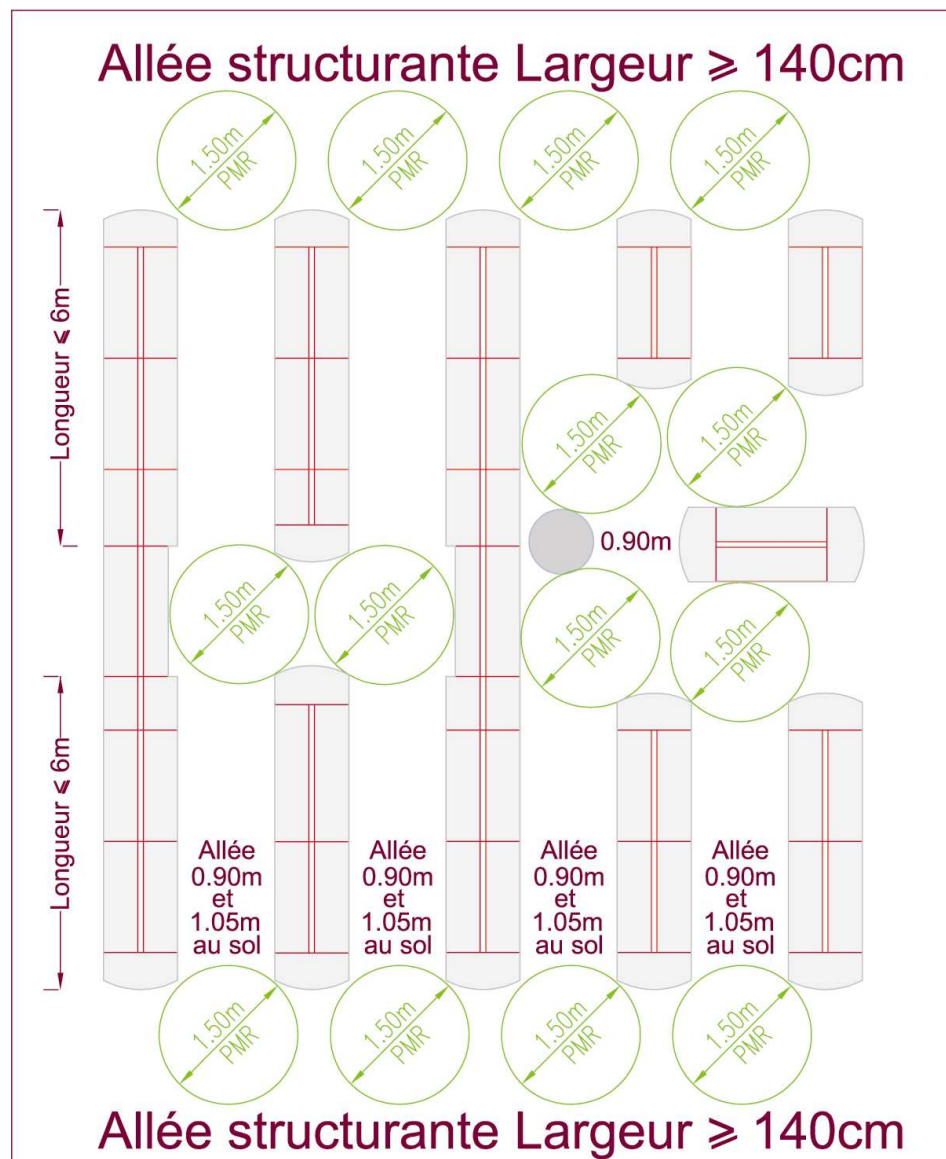 Allée structurante Largeur ⩾ 140cm
1.50m
PMR
1.50m
PMR
1.50m
PMR
1.50m
PMR
Longueur ⩽ 6m
1.50m
PMR
1.50m
PMR
0.90m
1.50m
PMR
1.50m
PMR
1.50m
PMR
1.50m
PMR
Longueur ⩽ 6m
Allée
0.90m
et
1.05m
au sol
Allée
0.90m
et
1.05m
au sol
Allée
0.90m
et
1.05m
au sol
Allée
0.90m
et
1.05m
au sol
1.50m
PMR
1.50m
PMR
1.50m
PMR
1.50m
PMR
Allée structurante Largeur ⩾ 140cm